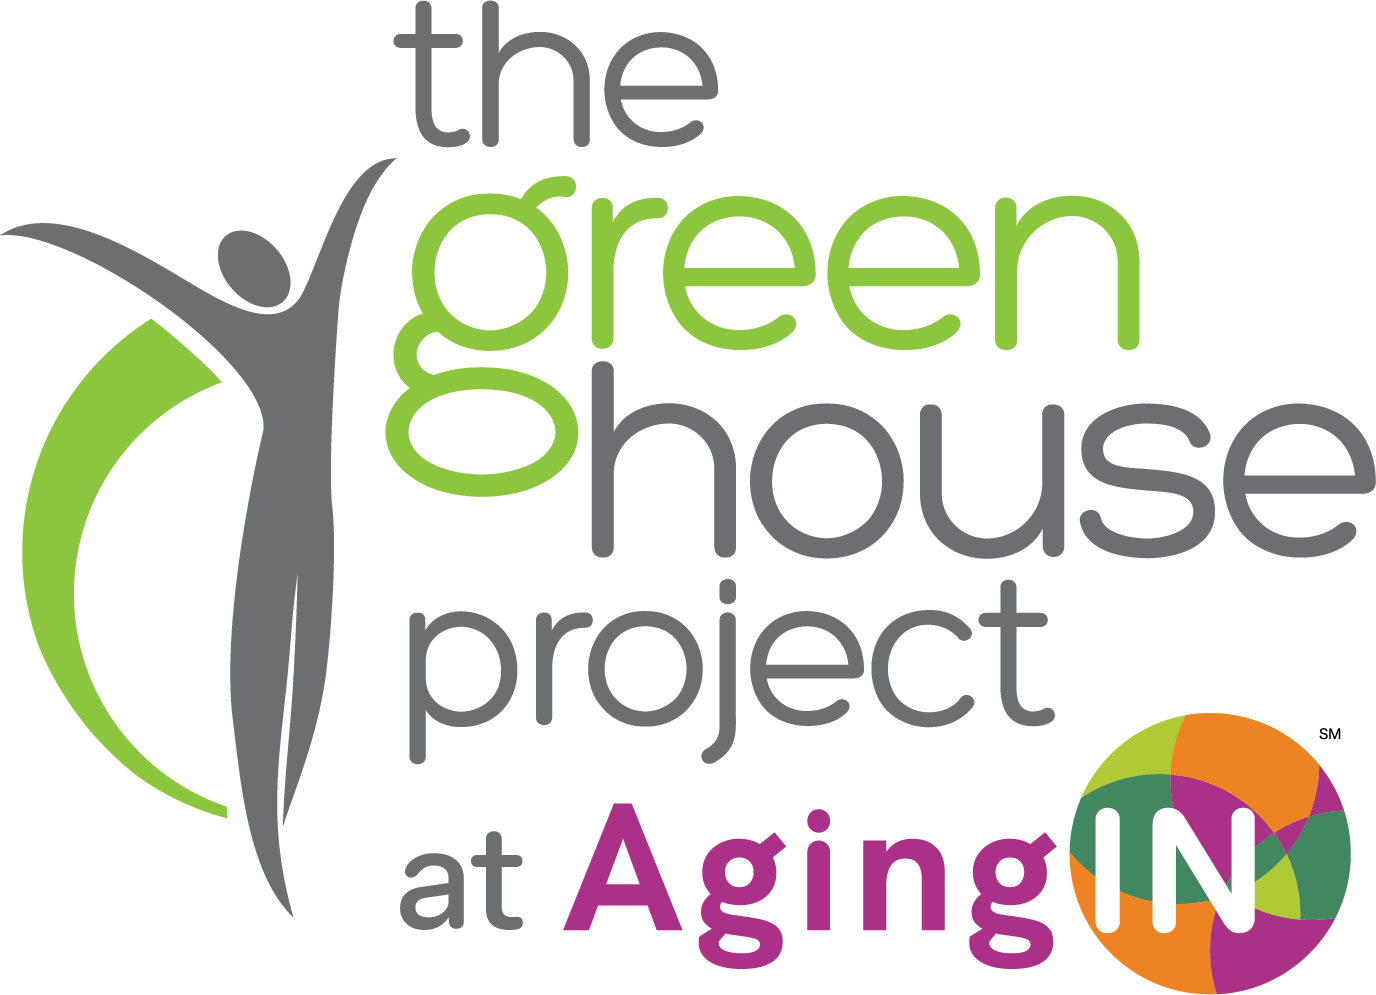 the
green
house
project
at AgingIN SM